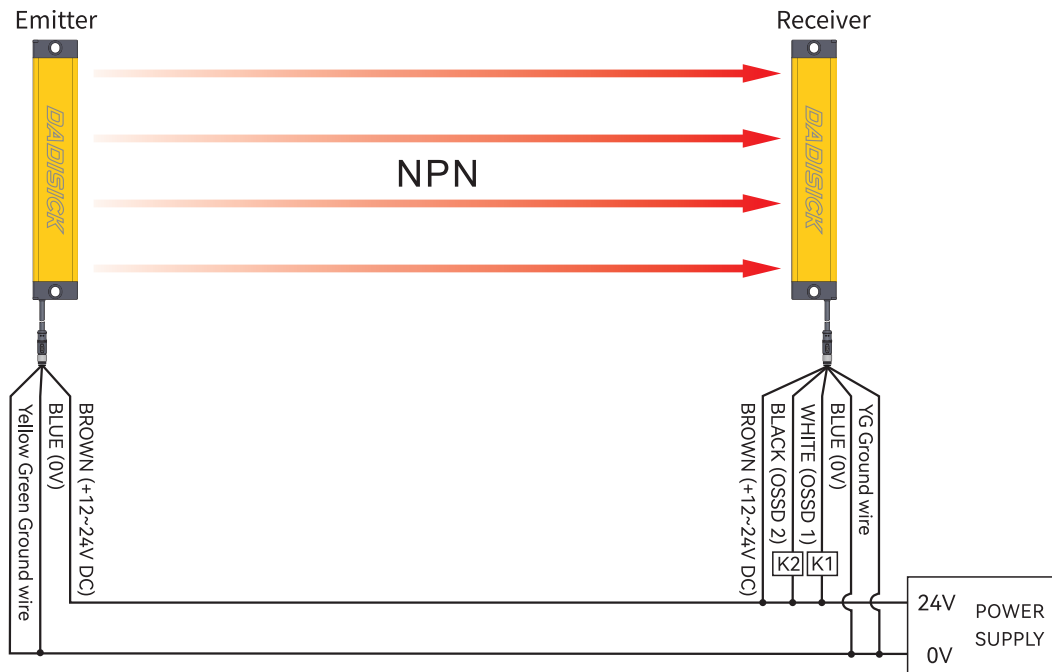 Emitter
Receiver
DADISICK
DADISICK
NPN
Yellow Green Ground wire
BLUE (0V)
BROWN (+12~24V DC)
BROWN (+12~24V DC)
BLACK (OSSD 2)
WHITE (OSSD 1)
BLUE (0V)
YG Ground wire
K2
K1
24V
POWER
SUPPLY
0V